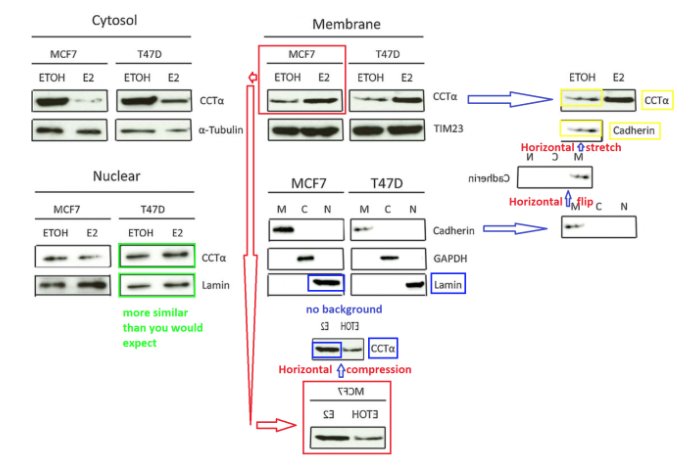 Cytosol
MCF7 T47D
ETOH E2 ETOH E2
CCTα
α-Tubulin
Membrane
MCF7 T47D
ETOH E2 ETOH E2
CCTα
TIM23
ETOH E2
CCTα
Cadherin
Horizontal stretch
M C N
Cadherin
Horizontal flip
M C N
Nuclear
MCF7 T47D
ETOH E2 ETOH E2
CCTα
Lamin
more similar
than you would
expect
MCF7 T47D
M C N M C N
Cadherin
GAPDH
Lamin
no background
ETOH E2
CCTα
Horizontal compression
MCF7
ETOH E2